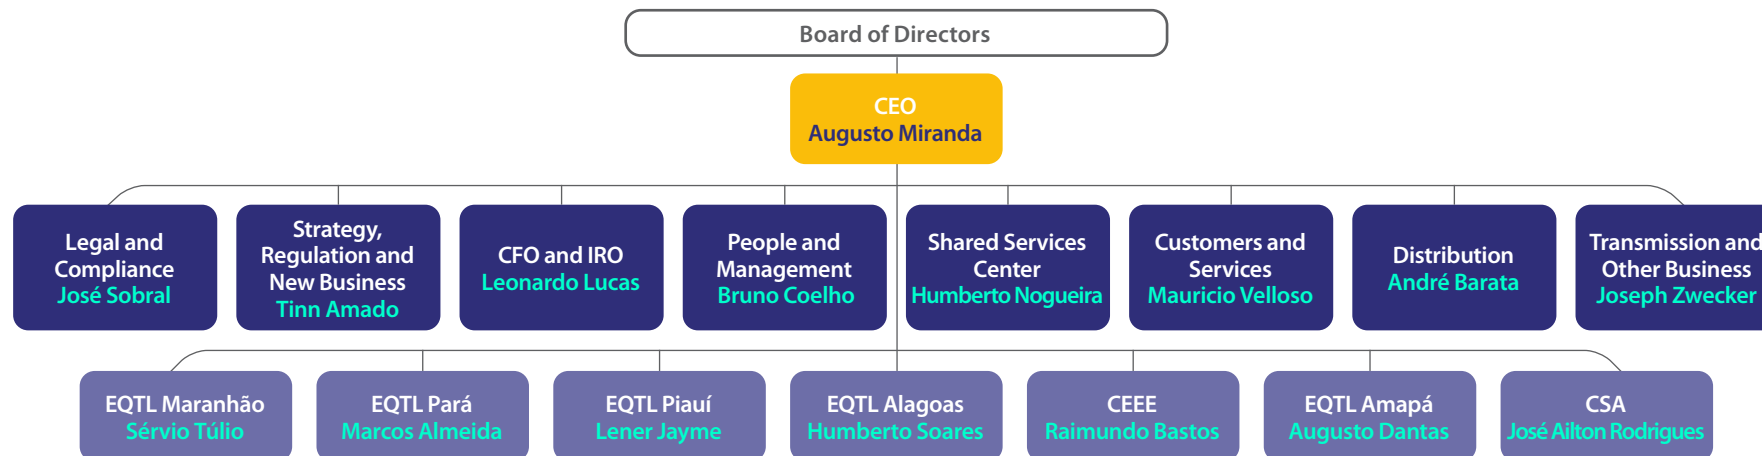 Board of Directors
CEO
Augusto Miranda
Legal and
Compliance
José Sobral
Strategy,
Regulation and
New Business
Tinn Amado
CFO and IRO
Leonardo Lucas
People and
Management
Bruno Coelho
Shared Services
Center
Humberto Nogueira
Customers and
Services
Mauricio Velloso
Distribution
André Barata
Transmission and
Other Business
Joseph Zwecker
EQTL Maranhão
Sérvio Túlio
EQTL Pará
Marcos Almeida
EQTL Piauí
Lener Jayme
EQTL Alagoas
Humberto Soares
CEEE
Raimundo Bastos
EQTL Amapá
Augusto Dantas
CSA
José Ailton Rodrigues